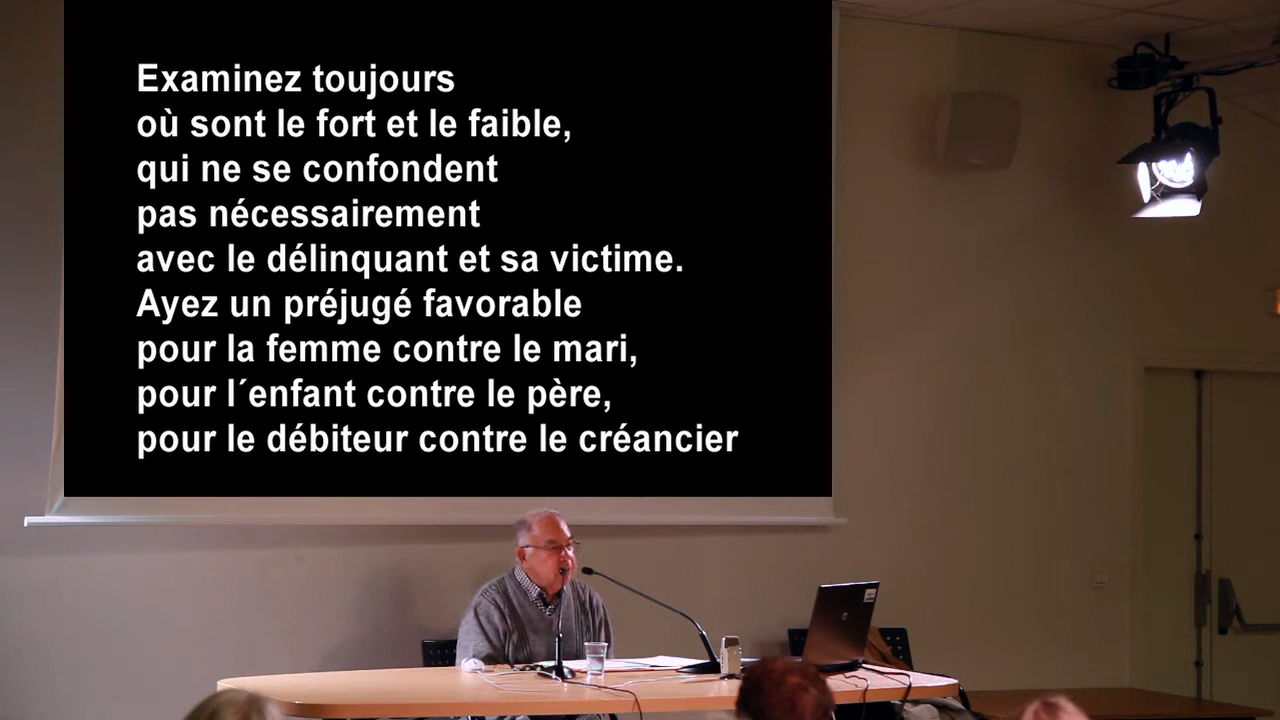 Examinez toujours
où sont le fort et le faible,
qui ne se confondent
pas nécessairement
avec le délinquant et sa victime.
Ayez un préjugé favorable
pour la femme contre le mari,
pour l´enfant contre le père,
pour le débiteur contre le créancier